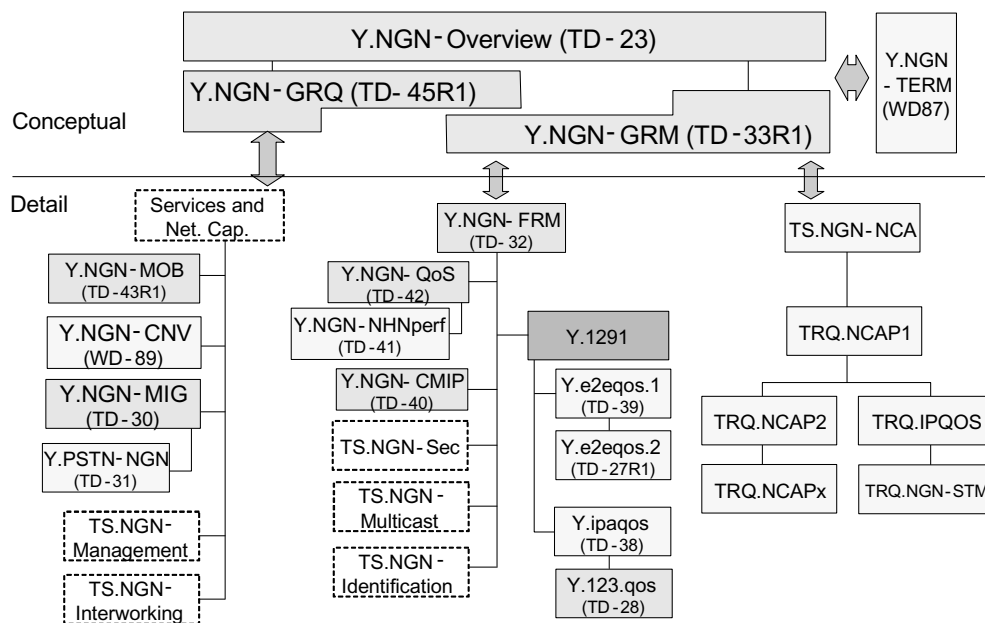 Y.NGN-Overview (TD-23)
Y.NGN-GRQ (TD-45R1)
Y.NGN-GRM (TD-33R1)
Y.NGN
-TERM
(WD87)
Conceptual
Detail
Services and
Net. Cap.
Y.NGN-MOB
(TD-43R1)
Y.NGN-CNV
(WD-89)
Y.NGN-MIG
(TD-30)
Y.PSTN-NGN
(TD-31)
TS.NGN-
Management
TS.NGN-
Interworking
Y.NGN-FRM
(TD-32)
Y.NGN-QoS
(TD-42)
Y.NGN-NHNperf
(TD-41)
Y.NGN-CMIP
(TD-40)
TS.NGN-Sec
TS.NGN-
Multicast
TS.NGN-
Identification
Y.1291
Y.e2eqos.1
(TD-39)
Y.e2eqos.2
(TD-27R1)
Y.ipaqos
(TD-38)
Y.123.qos
(TD-28)
TS.NGN-NCA
TRQ.NCAP1
TRQ.NCAP2
TRQ.IPQOS
TRQ.NCAPx
TRQ.NGN-STM